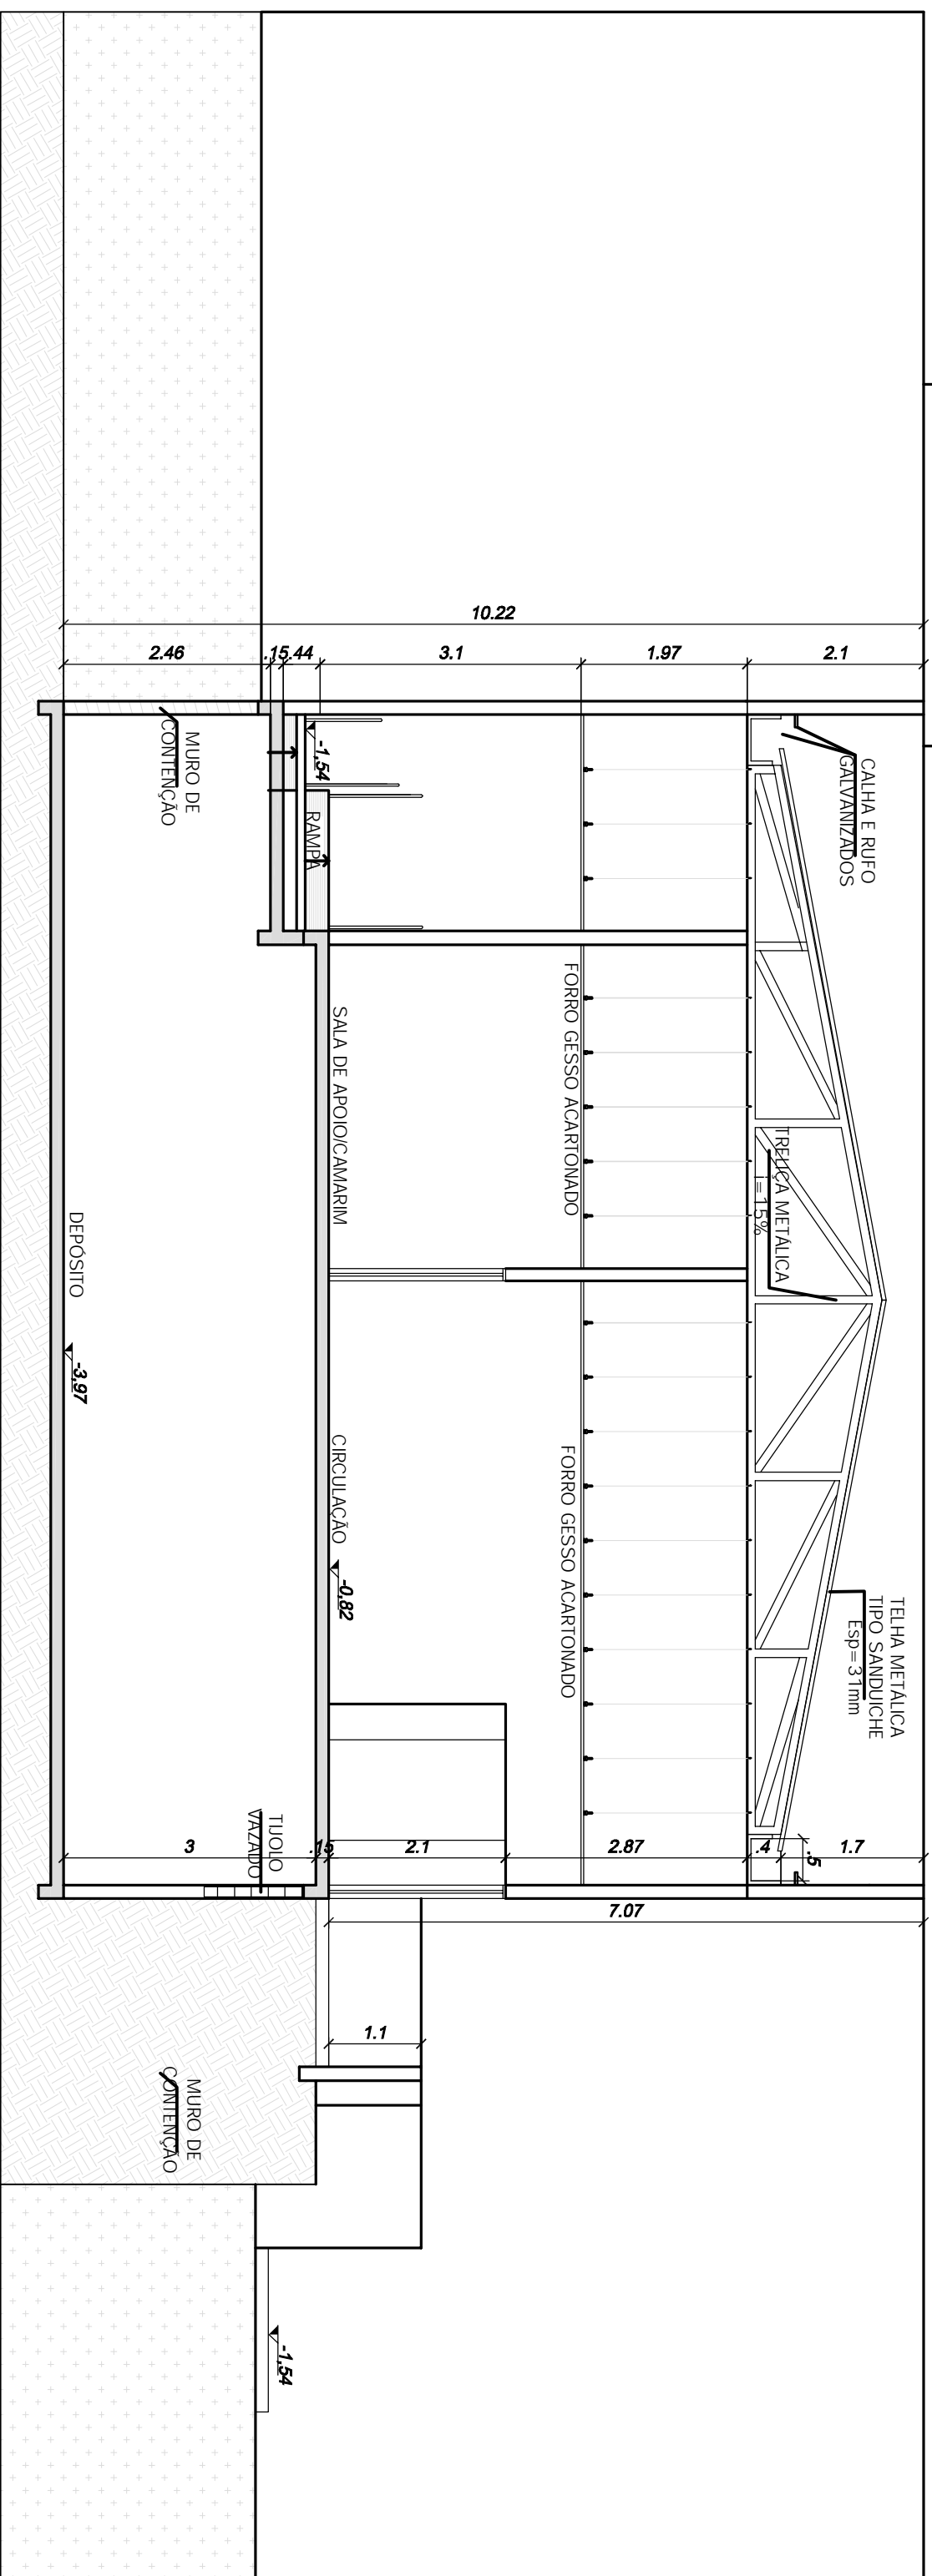 CALHA E RUFO
GALVANIZADOS
TRELIÇA METÁLICA
i=15%
TELHA METÁLICA
TIPO SANDUICHE
Esp=31mm
10.22
2.1
1.97
3.1
.44
.15
2.46
1.7
.5
.4
2.87
2.1
.15
3
7.07
1.1
FORRO GESSO ACARTONADO
FORRO GESSO ACARTONADO
-1,54
RAMPA
SALA DE APOIO/CAMARIM
CIRCULAÇÃO
-0,82
MURO DE
CONTENÇÃO
DEPÓSITO
-3,97
TIJOLO
VAZADO
MURO DE
CONTENÇÃO
-1,54